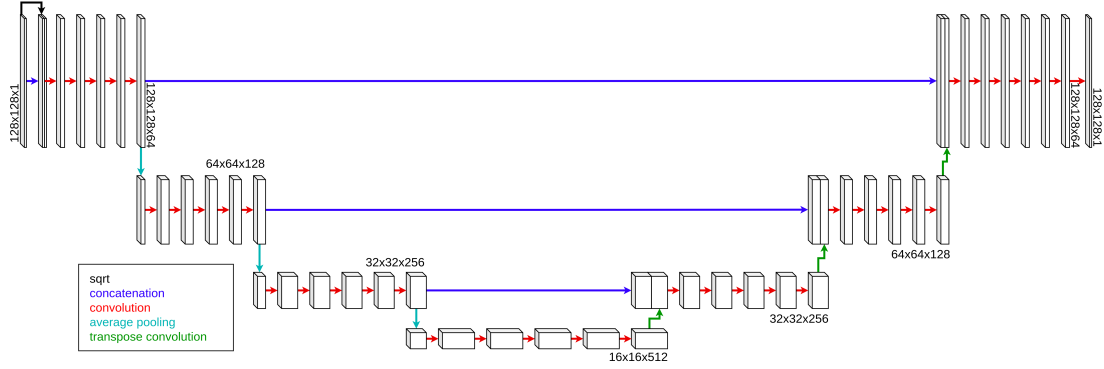 128x128x1
128x128x64
64x64x128
32x32x256
16x16x512
32x32x256
64x64x128
128x128x64
128x128x1
sqrt
concatenation
convolution
average pooling
transpose convolution